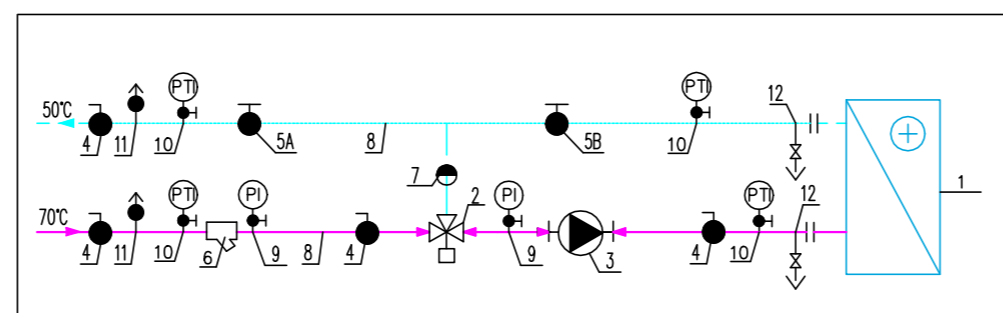 PTI PTI 12
50°C
4 11 10 5A 8 5B 10
7 2 1
PTI PI PI PTI 12
70°C
4 11 10 6 9 8 4 9 3 4 10